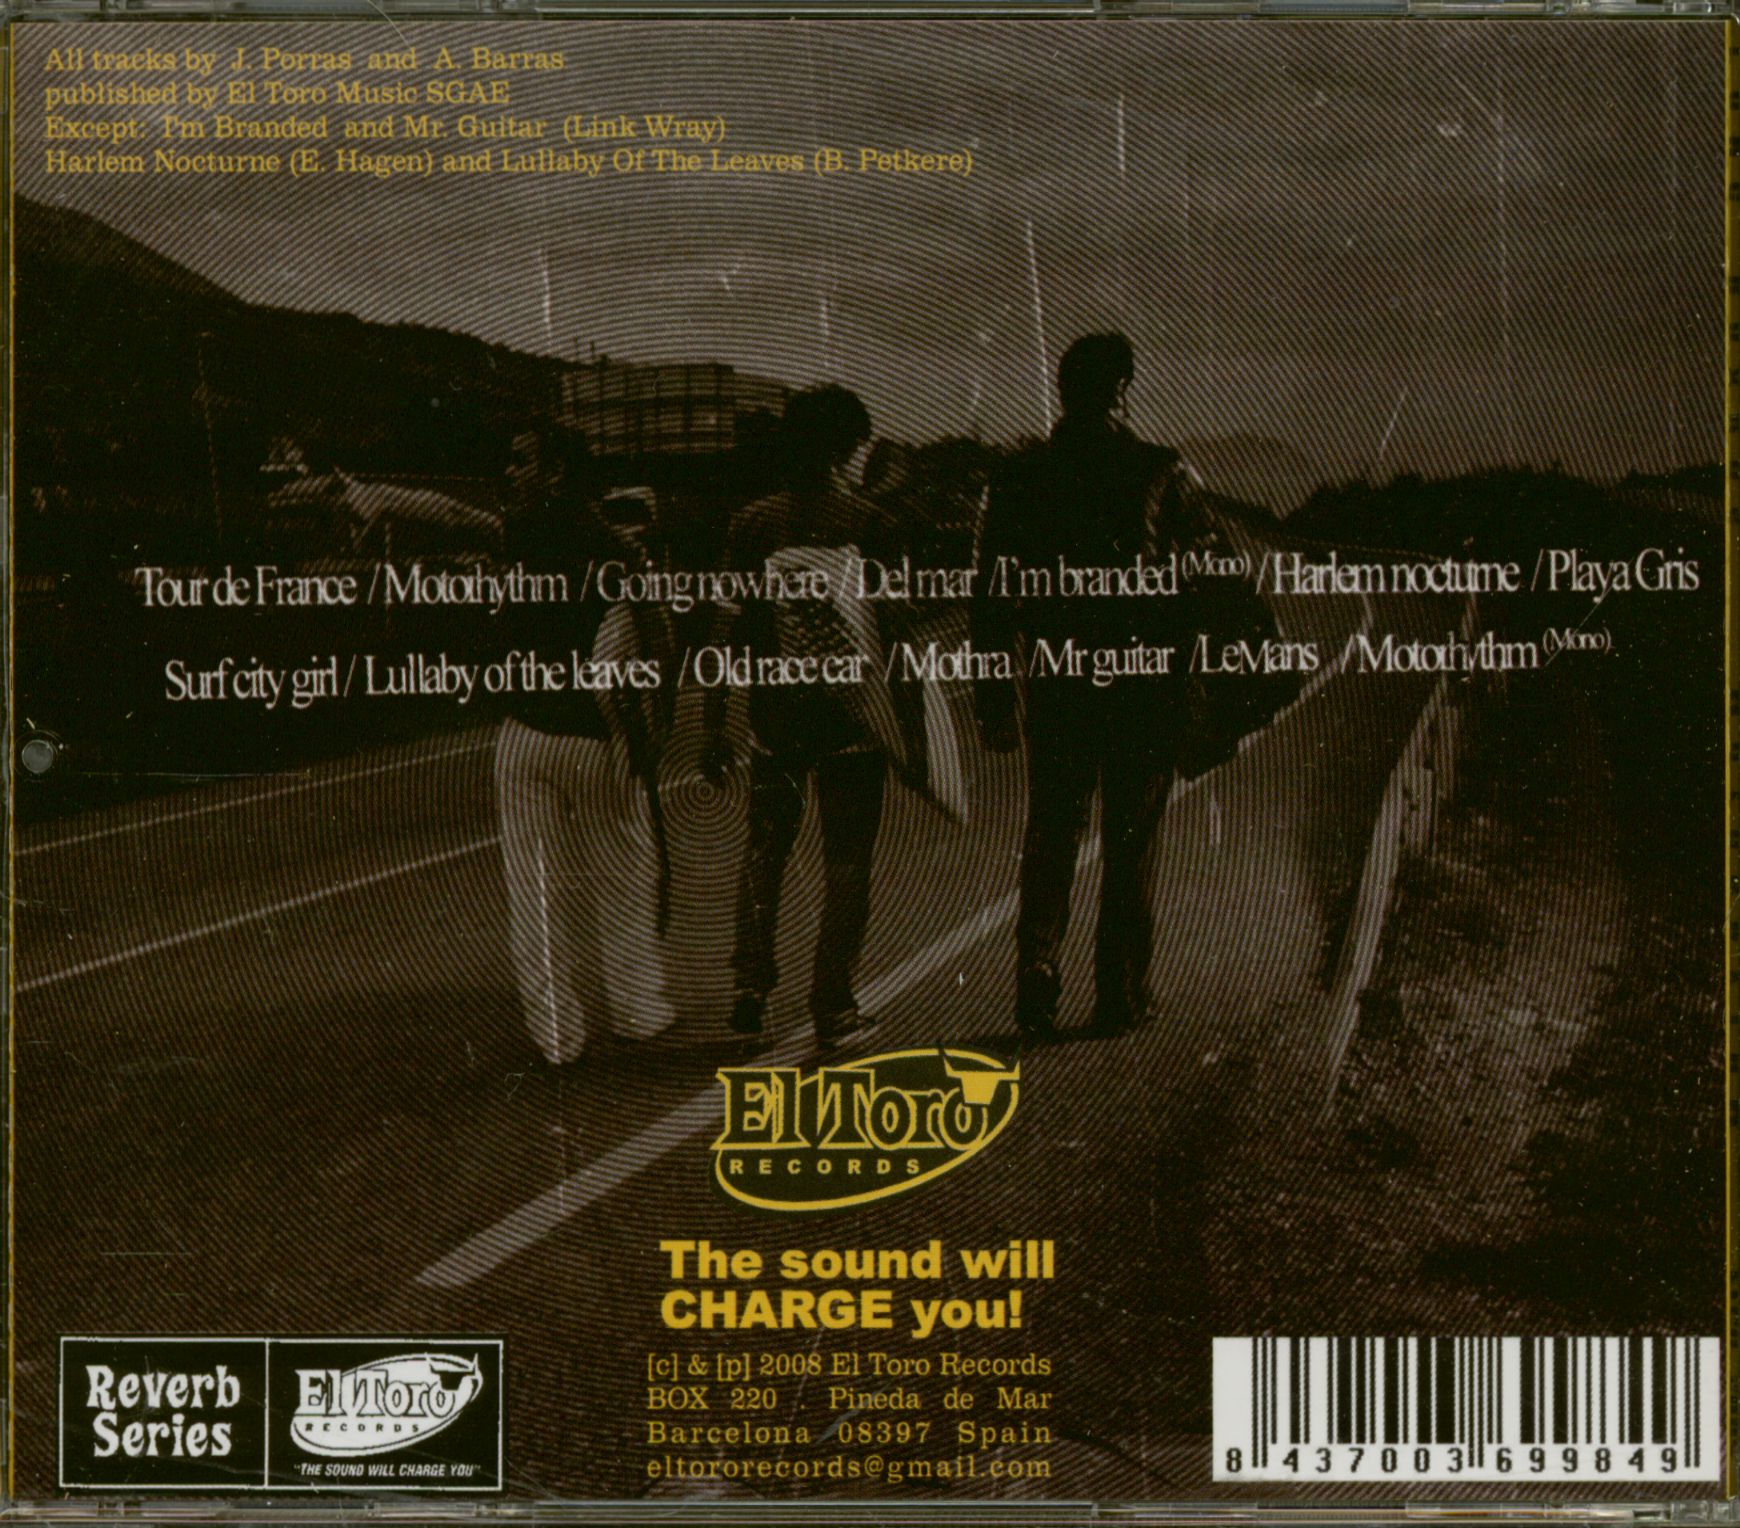 All tracks by J. Porras and A. Barras
published by El Toro Music SGAE
Except: I'm Branded and Mr. Guitar (Link Wray)
Harlem Nocturne (E. Hagen) and Lullaby Of The Leaves (B. Petkere)
Tour de France / Motorhythm / Going nowhere / Del mar / I'm branded (Mono) / Harlem nocturne / Playa Gris
Surf city girl / Lullaby of the leaves / Old race car / Mothra / Mr guitar / LeMans / Motorhythm (Mono)
El Toro
RECORDS
The sound will
CHARGE you!
[c] & [p] 2008 El Toro Records
BOX 220 . Pineda de Mar
Barcelona 08397 Spain
eltororecords@gmail.com
Reverb
Series
El Toro
RECORDS
"THE SOUND WILL CHARGE YOU"
8 437003 699849